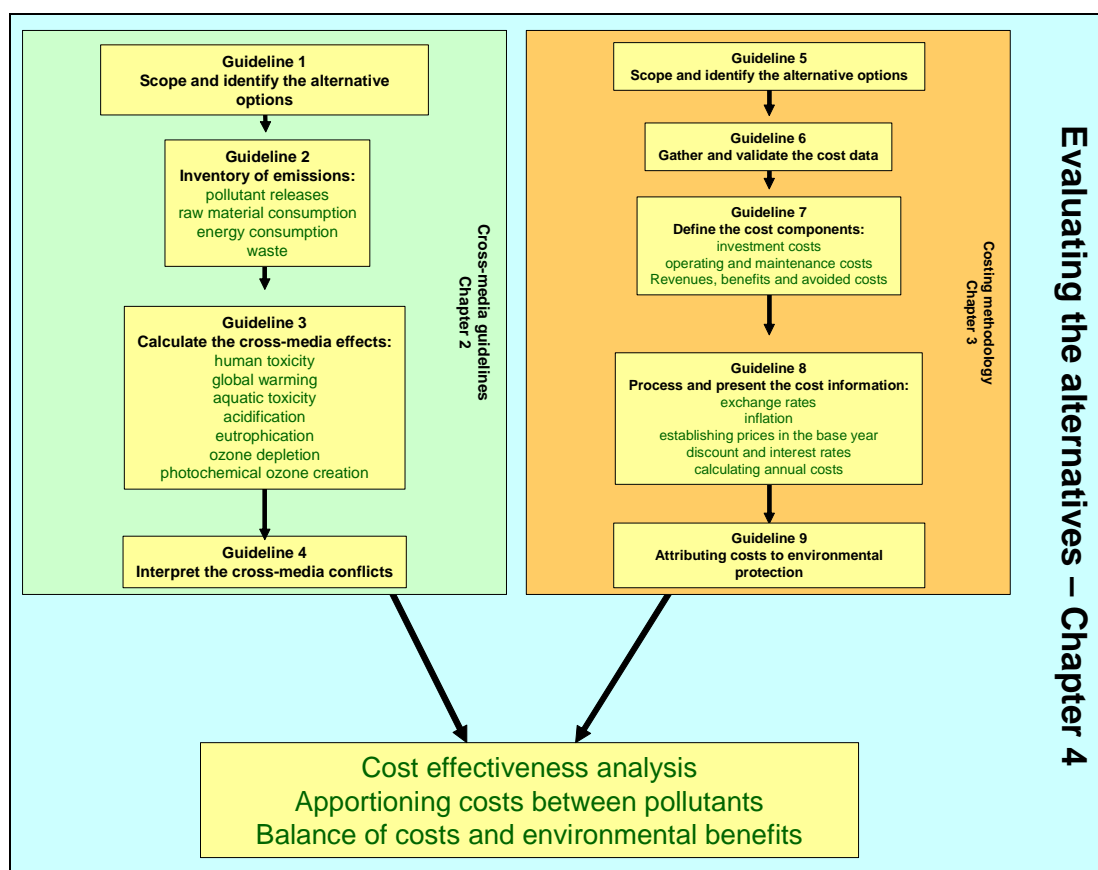 Guideline 1
Scope and identify the alternative
options
Guideline 2
Inventory of emissions:
pollutant releases
raw material consumption
energy consumption
waste
Guideline 3
Calculate the cross-media effects:
human toxicity
global warming
aquatic toxicity
acidification
eutrophication
ozone depletion
photochemical ozone creation
Guideline 4
Interpret the cross-media conflicts
Cross-media guidelines
Chapter 2
Guideline 5
Scope and identify the alternative options
Guideline 6
Gather and validate the cost data
Guideline 7
Define the cost components:
investment costs
operating and maintenance costs
Revenues, benefits and avoided costs
Guideline 8
Process and present the cost information:
exchange rates
inflation
establishing prices in the base year
discount and interest rates
calculating annual costs
Guideline 9
Attributing costs to environmental
protection
Costing methodology
Chapter 3
Evaluating the alternatives – Chapter 4
Cost effectiveness analysis
Apportioning costs between pollutants
Balance of costs and environmental benefits